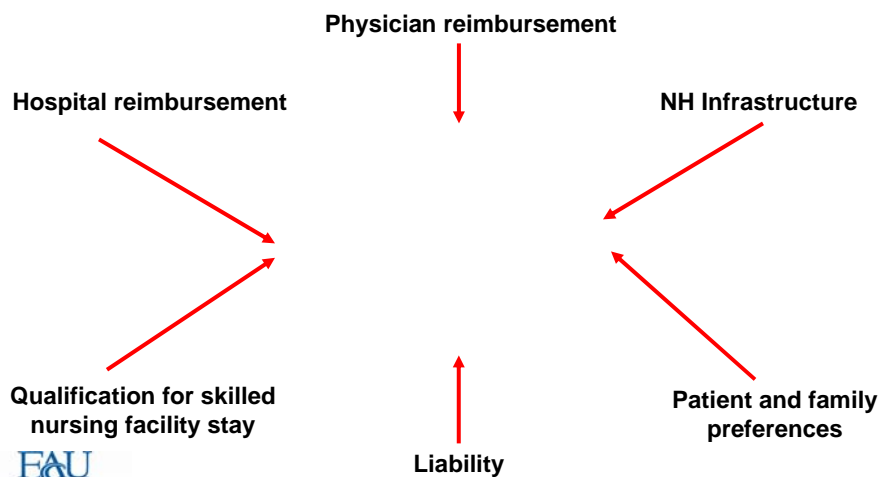 Physician reimbursement
Hospital reimbursement
NH Infrastructure
Qualification for skilled
nursing facility stay
Patient and family
preferences
Liability
FAU